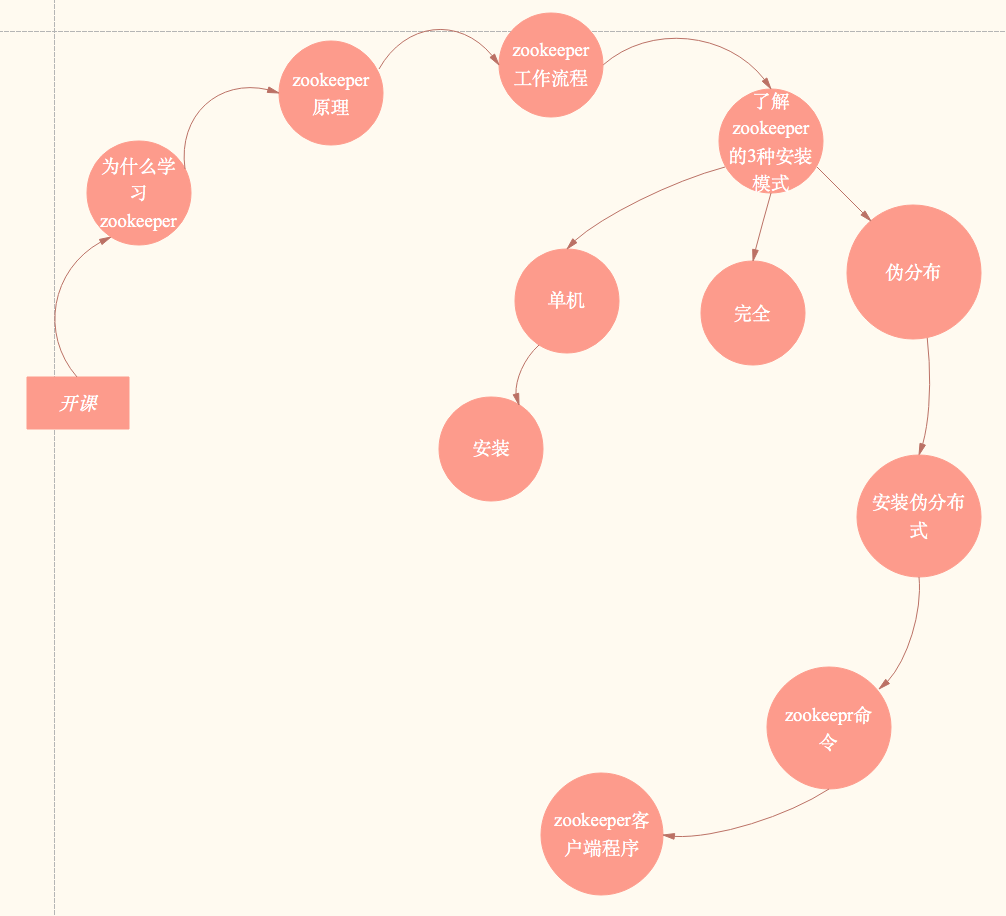 开课
为什么学
习
zookeeper
zookeeper
原理
zookeeper
工作流程
了解
zookeeper
的3种安装
模式
单机
完全
伪分布
安装
安装伪分布
式
zookeepr命
令
zookeeper客
户端程序